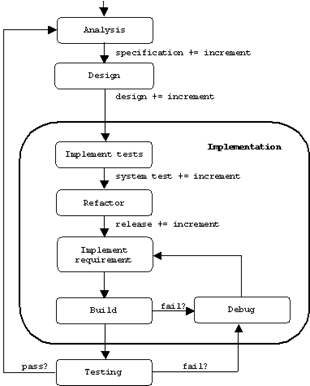 Analysis
specification += increment
Design
design += increment
Implementation
Implement tests
system test += increment
Refactor
release += increment
Implement
requirement
Build
fail?
Debug
pass?
Testing
fail?